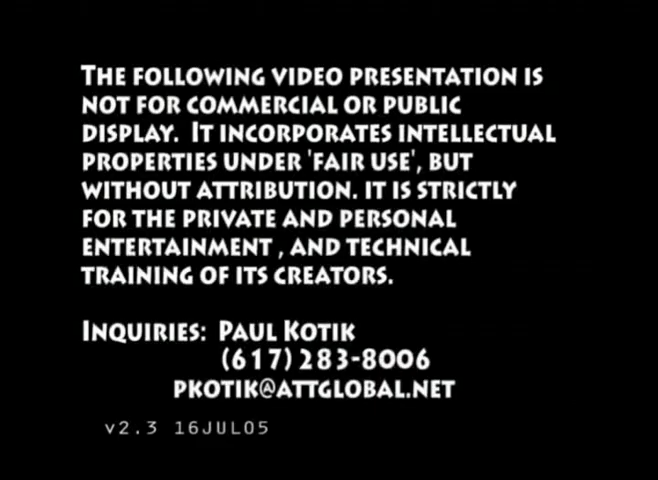 THE FOLLOWING VIDEO PRESENTATION IS
NOT FOR COMMERCIAL OR PUBLIC
DISPLAY. IT INCORPORATES INTELLECTUAL
PROPERTIES UNDER 'FAIR USE', BUT
WITHOUT ATTRIBUTION. IT IS STRICTLY
FOR THE PRIVATE AND PERSONAL
ENTERTAINMENT , AND TECHNICAL
TRAINING OF ITS CREATORS.
INQUIRIES: PAUL KOTIK
(617)283-8006
PKOTIK@ATTGLOBAL.NET
v2.3 16JUL05